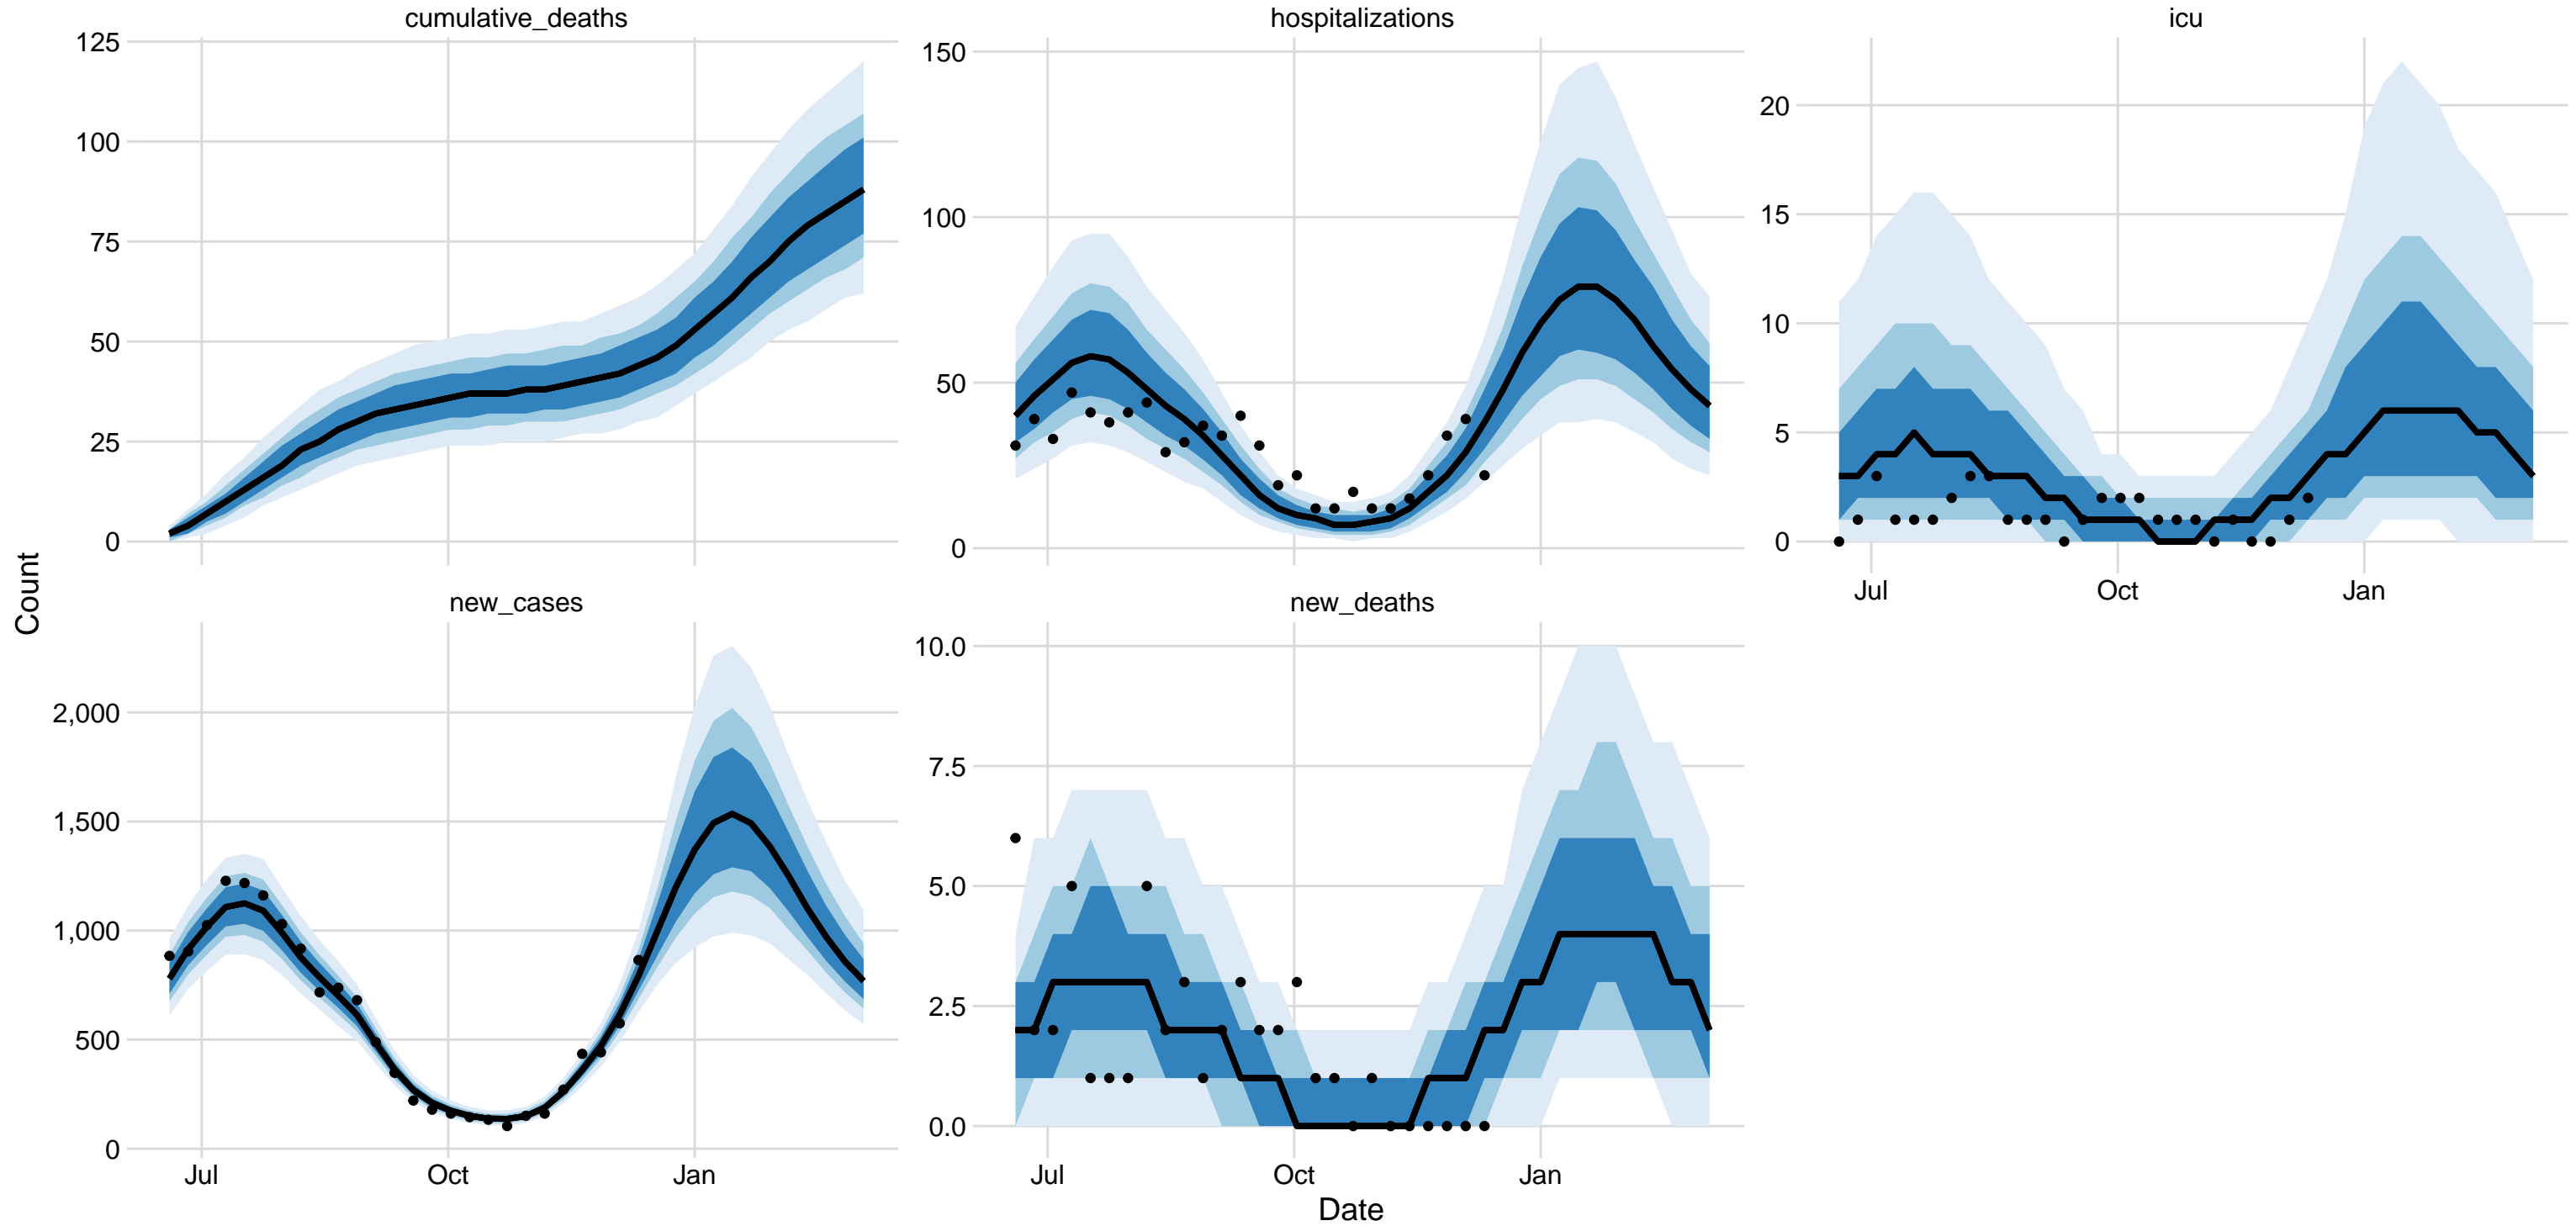 cumulative_deaths
125
100
75
50
25
0
hospitalizations
150
100
50
0
icu
20
15
10
5
0
Jul
Oct
Jan
Count
new_cases
2,000
1,500
1,000
500
0
Jul
Oct
Jan
new_deaths
10.0
7.5
5.0
2.5
0.0
Jul
Oct
Jan
Date